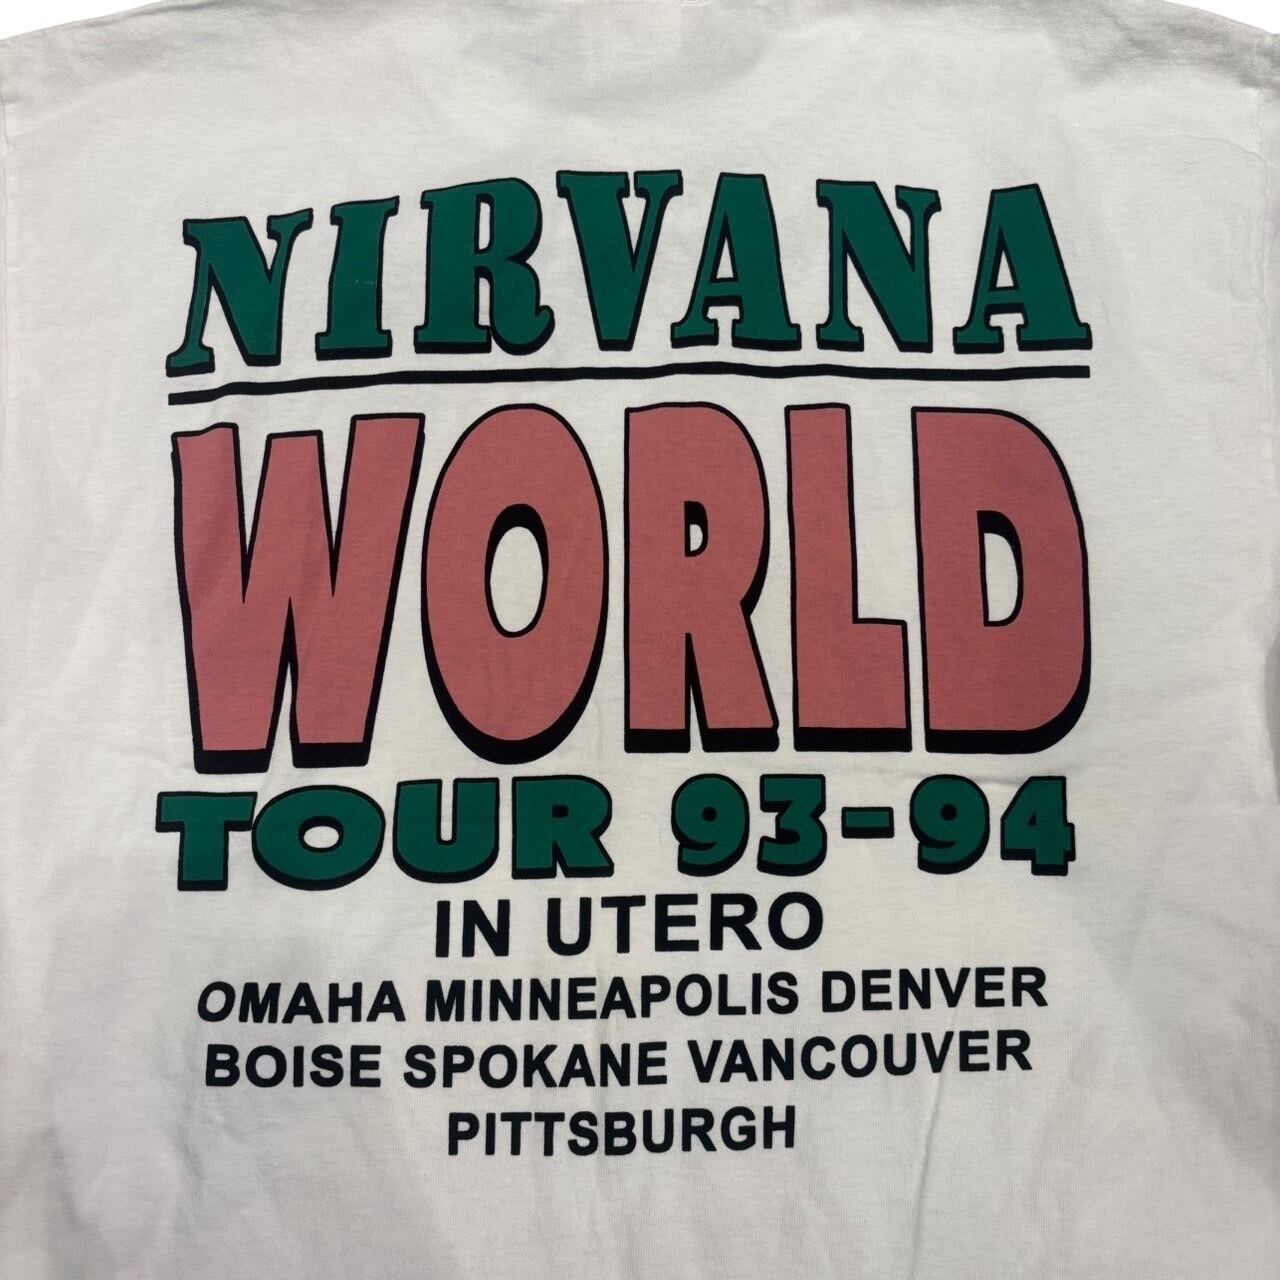 NIRVANA
WORLD
TOUR 93-94
IN UTERO
OMAHA MINNEAPOLIS DENVER
BOISE SPOKANE VANCOUVER
PITTSBURGH